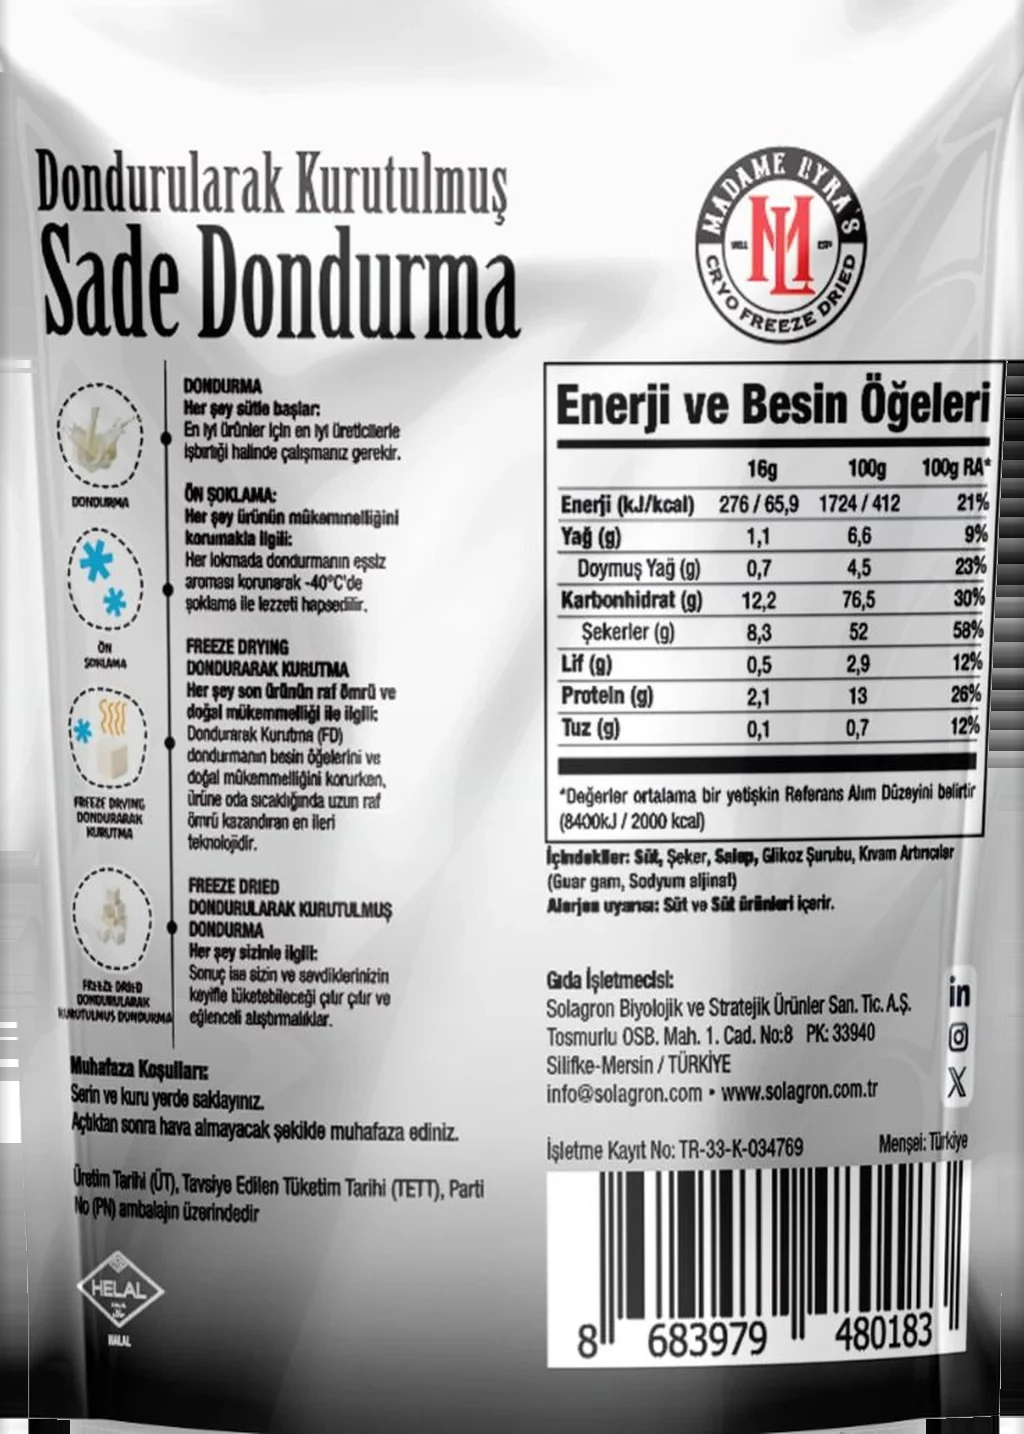 Dondurularak Kurutulmuş
Sade Dondurma
MADAME LYRA'S
ML
CRYO FREEZE DRIED
DONDURMA
DONDURMA
Her şey sütle başlar:
En iyi ürünler için en iyi üreticilerle
işbirliği halinde çalışmanız gerekir.
ÖN
ŞOKLAMA
ÖN ŞOKLAMA:
Her şey ürünün mükemmelliğini
korumakla ilgili:
Her lokmada dondurmanın eşsiz
aroması korunarak -40°C'de
şoklama ile lezzeti hapsedilir.
FREEZE DRYING
DONDURARAK
KURUTMA
FREEZE DRYING
DONDURARAK KURUTMA
Her şey son ürünün raf ömrü ve
doğal mükemmelliği ile ilgili:
Dondurarak Kurutma (FD)
dondurmanın besin öğelerini ve
doğal mükemmelliğini korurken,
ürüne oda sıcaklığında uzun raf
ömrü kazandıran en ileri
teknolojidir.
FREEZE DRIED
DONDURULARAK
KURUTULMUŞ DONDURMA
FREEZE DRIED
DONDURULARAK KURUTULMUŞ
DONDURMA
Her şey sizinle ilgili:
Sonuç ise sizin ve sevdiklerinizin
keyifle tüketebileceği çıtır çıtır ve
eğlenceli atıştırmalıklar.
Muhafaza Koşulları:
Serin ve kuru yerde saklayınız.
Açtıktan sonra hava almayacak şekilde muhafaza ediniz.
Üretim Tarihi (ÜT), Tavsiye Edilen Tüketim Tarihi (TETT), Parti
No (PN) ambalajın üzerindedir
HELAL
HALAL
Enerji ve Besin Öğeleri
16g 100g 100g RA*
Enerji (kJ/kcal) 276 / 65,9 1724 / 412 21%
Yağ (g) 1,1 6,6 9%
Doymuş Yağ (g) 0,7 4,5 23%
Karbonhidrat (g) 12,2 76,5 30%
Şekerler (g) 8,3 52 58%
Lif (g) 0,5 2,9 12%
Protein (g) 2,1 13 26%
Tuz (g) 0,1 0,7 12%
*Değerler ortalama bir yetişkin Referans Alım Düzeyini belirtir
(8400kJ / 2000 kcal)
İçindekiler: Süt, Şeker, Salep, Glikoz Şurubu, Kıvam Artırıcılar
(Guar gam, Sodyum aljinat)
Alerjen uyarısı: Süt ve Süt ürünleri içerir.
Gıda İşletmecisi:
Solagron Biyolojik ve Stratejik Ürünler San. Tic. A.Ş.
Tosmurlu OSB. Mah. 1. Cad. No:8 PK: 33940
Silifke-Mersin / TÜRKİYE
info@solagron.com • www.solagron.com.tr
in
X
İşletme Kayıt No: TR-33-K-034769
Menşei: Türkiye
8 683979 480183